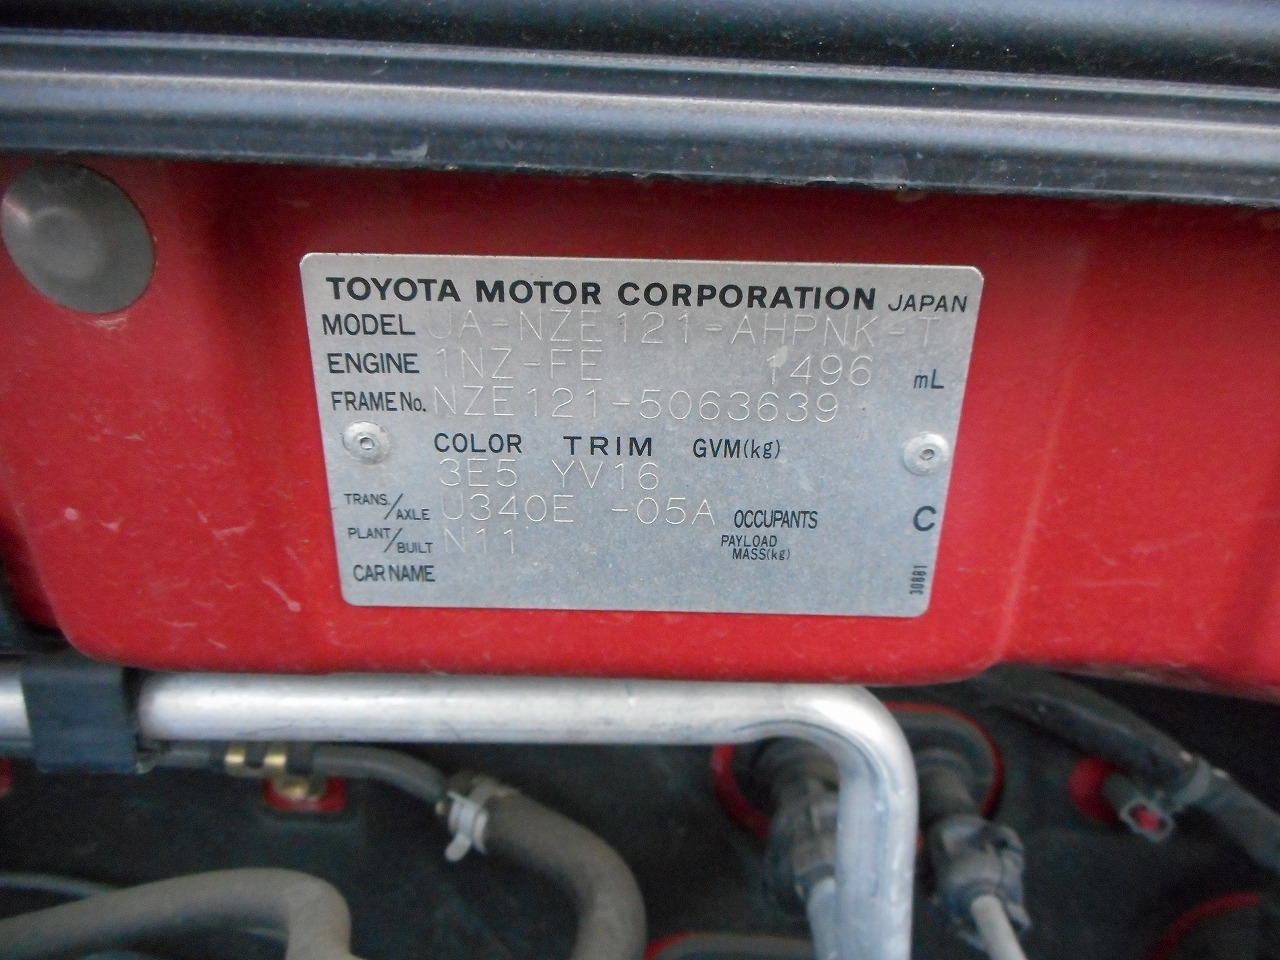 TOYOTA MOTOR CORPORATION JAPAN
MODEL UA-NZE121-AHPNK-T
ENGINE 1NZ-FE 1496 mL
FRAME No. NZE121-5063639
COLOR TRIM GVM(kg)
3E5 YV16
TRANS./AXLE U340E -05A OCCUPANTS C
PLANT/BUILT N11 PAYLOAD MASS(kg)
CAR NAME
30881